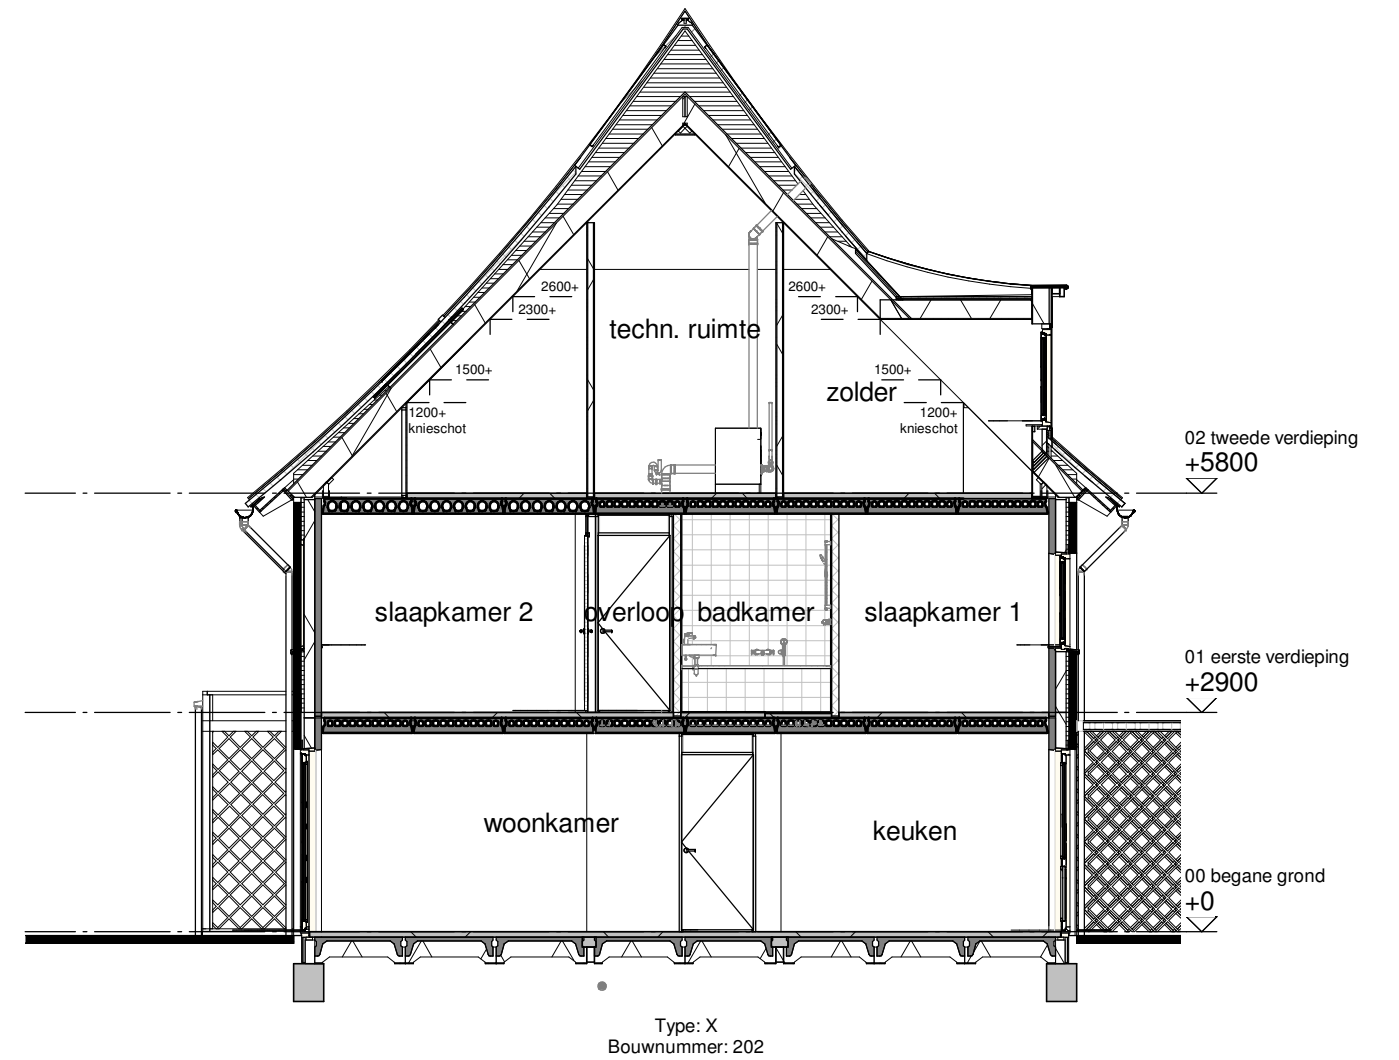 2600+
2600+
2300+
2300+
techn. ruimte
1500+
1500+
zolder
1200+
knieschot
1200+
knieschot
02 tweede verdieping
+5800
slaapkamer 2
overloop
badkamer
slaapkamer 1
01 eerste verdieping
+2900
woonkamer
keuken
00 begane grond
+0
Type: X
Bouwnummer: 202